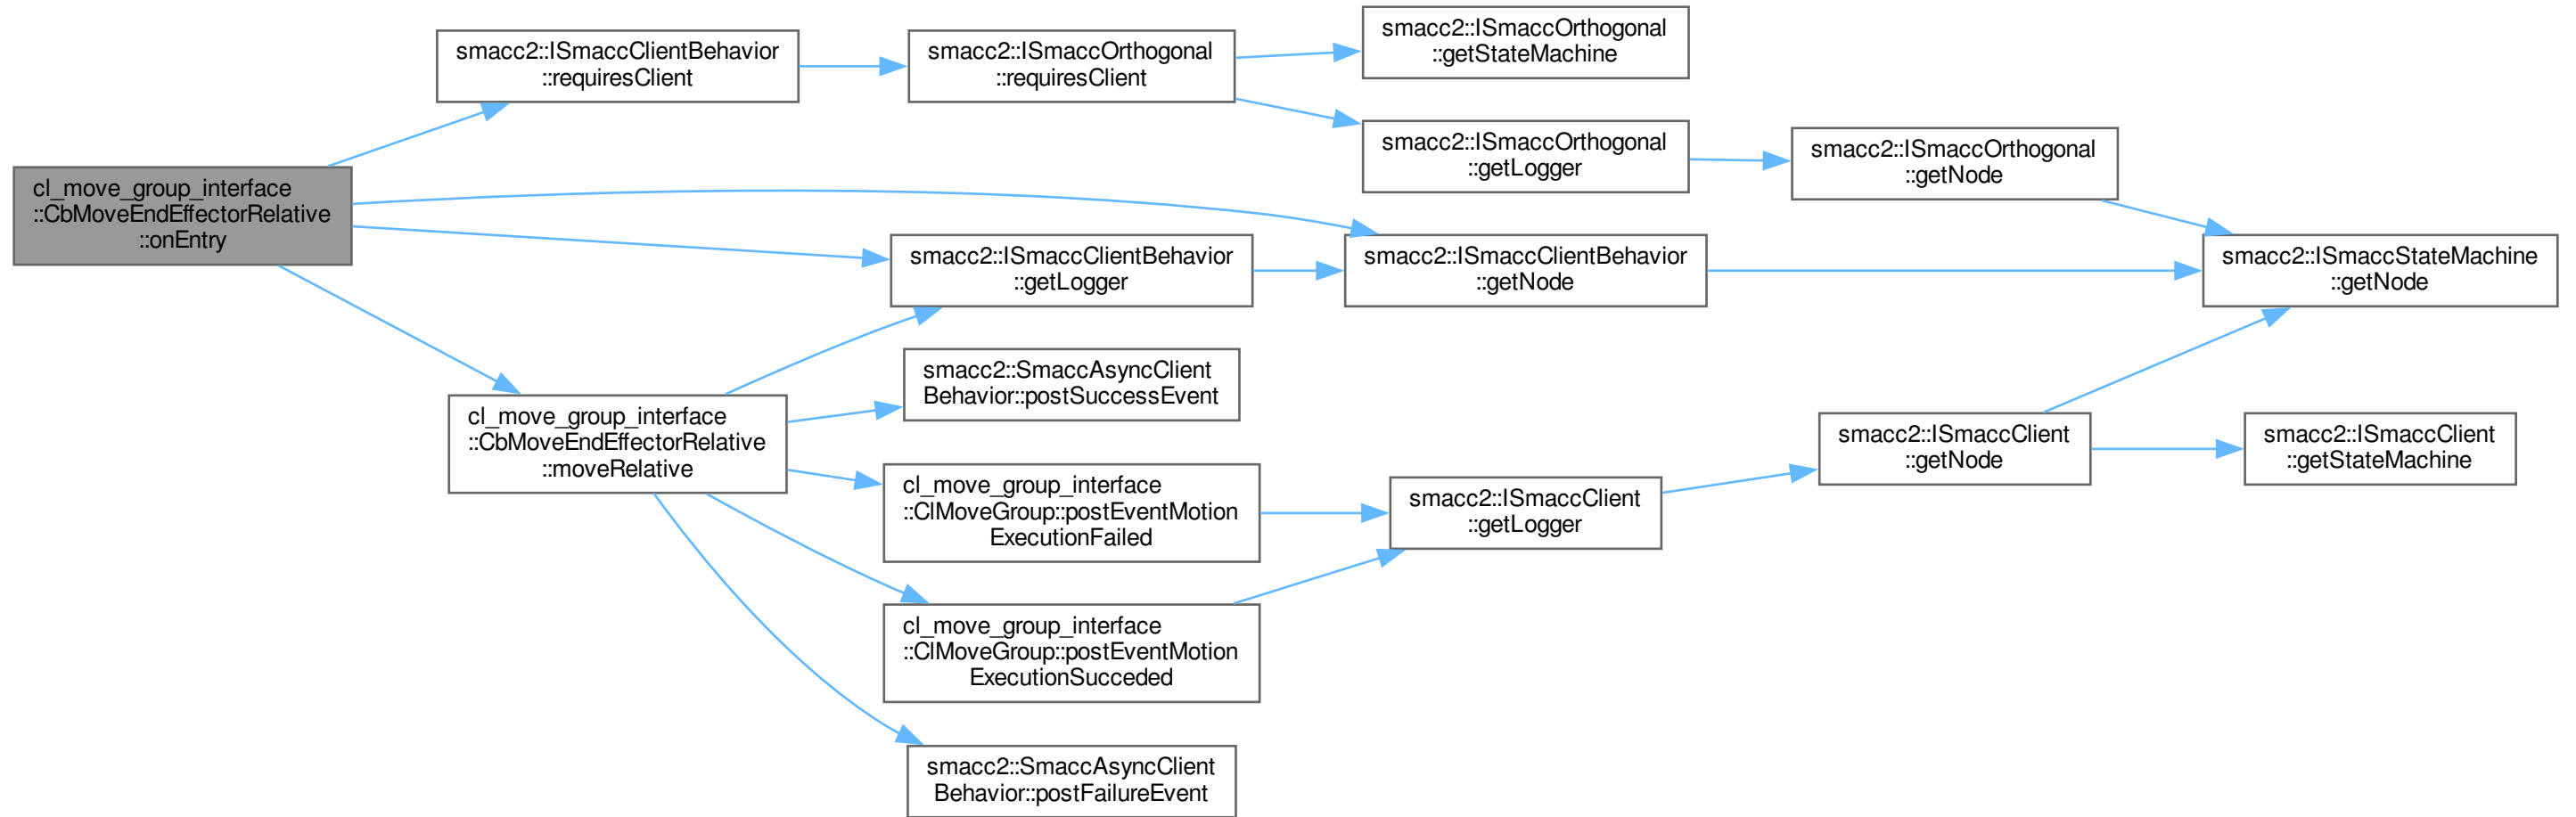 cl_move_group_interface
::CbMoveEndEffectorRelative
::onEntry
smacc2::ISmaccClientBehavior
::requiresClient
smacc2::ISmaccOrthogonal
::requiresClient
smacc2::ISmaccOrthogonal
::getStateMachine
smacc2::ISmaccOrthogonal
::getLogger
smacc2::ISmaccOrthogonal
::getNode
smacc2::ISmaccStateMachine
::getNode
smacc2::ISmaccClientBehavior
::getLogger
smacc2::ISmaccClientBehavior
::getNode
cl_move_group_interface
::CbMoveEndEffectorRelative
::moveRelative
smacc2::SmaccAsyncClient
Behavior::postSuccessEvent
cl_move_group_interface
::ClMoveGroup::postEventMotion
ExecutionFailed
smacc2::ISmaccClient
::getLogger
smacc2::ISmaccClient
::getNode
smacc2::ISmaccClient
::getStateMachine
cl_move_group_interface
::ClMoveGroup::postEventMotion
ExecutionSucceded
smacc2::SmaccAsyncClient
Behavior::postFailureEvent